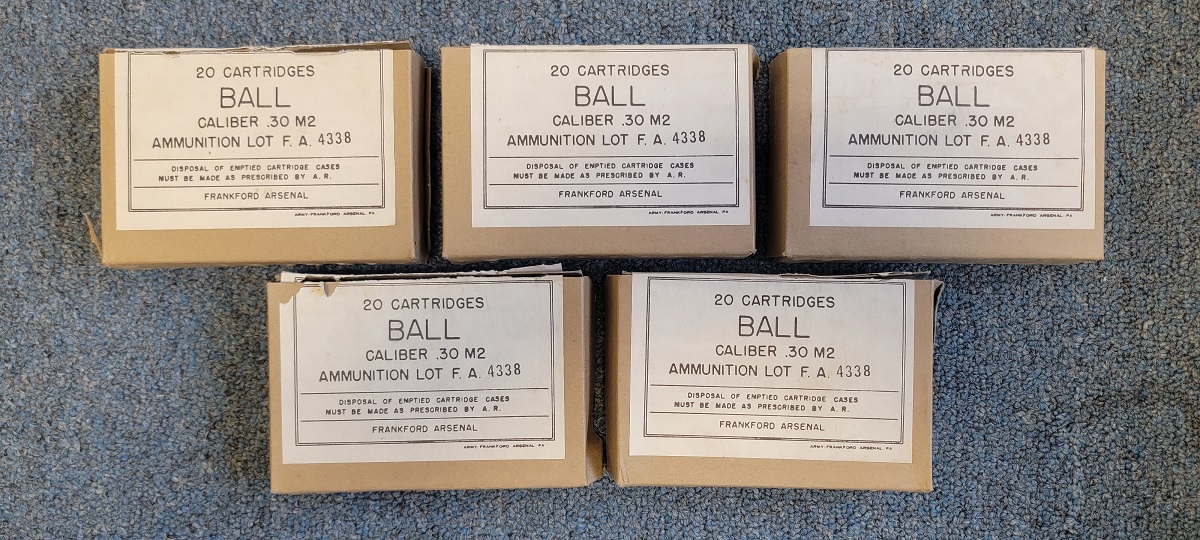 20 CARTRIDGES
BALL
CALIBER .30 M2
AMMUNITION LOT F. A. 4338
DISPOSAL OF EMPTIED CARTRIDGE CASES
MUST BE MADE AS PRESCRIBED BY A. R.
FRANKFORD ARSENAL
ARMY-FRANKFORD ARSENAL PA
20 CARTRIDGES
BALL
CALIBER .30 M2
AMMUNITION LOT F. A. 4338
DISPOSAL OF EMPTIED CARTRIDGE CASES
MUST BE MADE AS PRESCRIBED BY A. R.
FRANKFORD ARSENAL
ARMY-FRANKFORD ARSENAL PA
20 CARTRIDGES
BALL
CALIBER .30 M2
AMMUNITION LOT F. A. 4338
DISPOSAL OF EMPTIED CARTRIDGE CASES
MUST BE MADE AS PRESCRIBED BY A. R.
FRANKFORD ARSENAL
ARMY-FRANKFORD ARSENAL PA
20 CARTRIDGES
BALL
CALIBER .30 M2
AMMUNITION LOT F. A. 4338
DISPOSAL OF EMPTIED CARTRIDGE CASES
MUST BE MADE AS PRESCRIBED BY A. R.
FRANKFORD ARSENAL
ARMY-FRANKFORD ARSENAL PA
20 CARTRIDGES
BALL
CALIBER .30 M2
AMMUNITION LOT F. A. 4338
DISPOSAL OF EMPTIED CARTRIDGE CASES
MUST BE MADE AS PRESCRIBED BY A. R.
FRANKFORD ARSENAL
ARMY-FRANKFORD ARSENAL PA